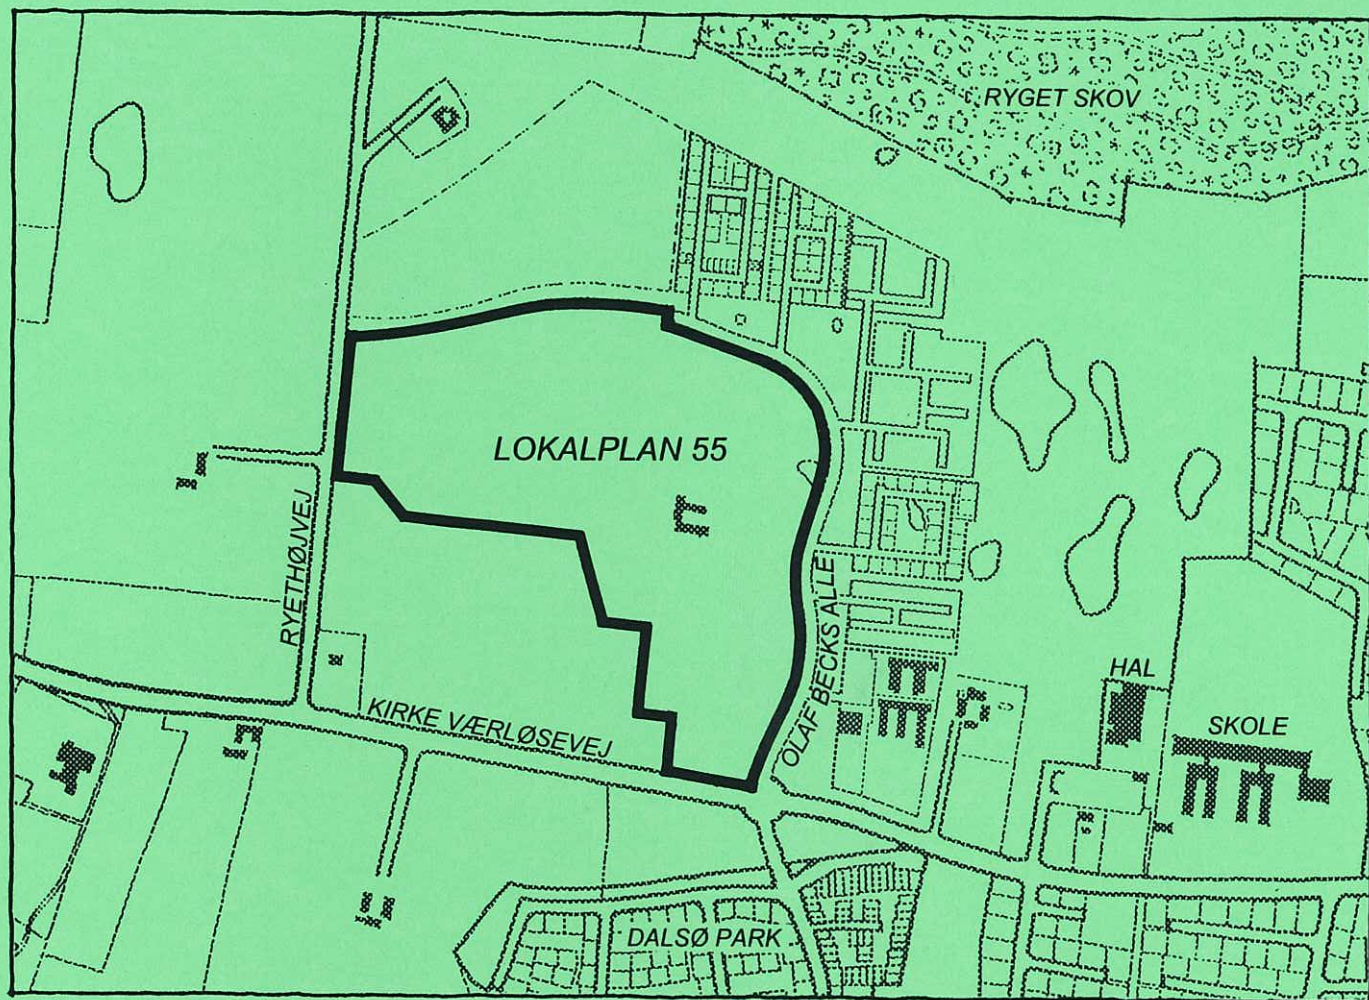 RYGET SKOV
LOKALPLAN 55
RYETHØJVEJ
OLAF BECKS ALLE
HAL
KIRKE VÆRLØSEVEJ
SKOLE
DALSØ PARK